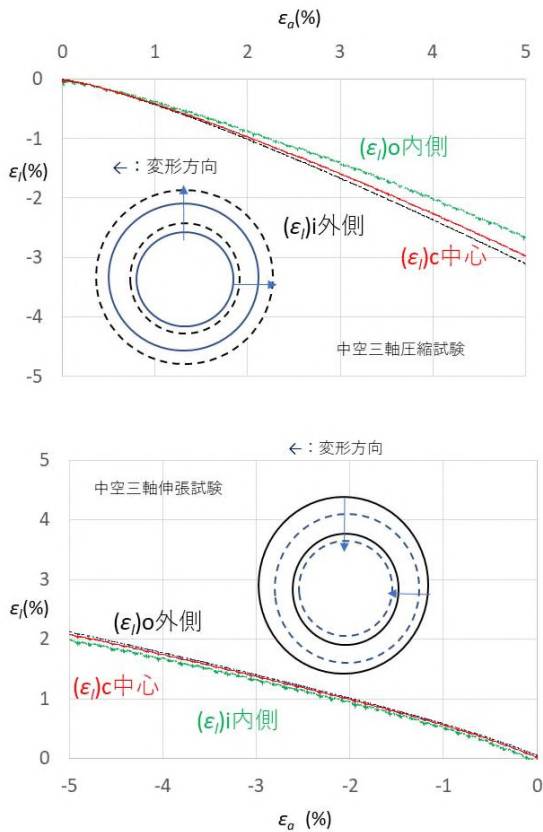 εa(%)
0 1 2 3 4 5
0
-1
-2
-3
-4
-5
εl(%)
←：変形方向
(εl)o内側
(εl)i外側
(εl)c中心
中空三軸圧縮試験
←：変形方向
中空三軸伸張試験
5
4
3
2
1
0
εl(%)
(εl)o外側
(εl)c中心
(εl)i内側
-5 -4 -3 -2 -1 0
εa (%)